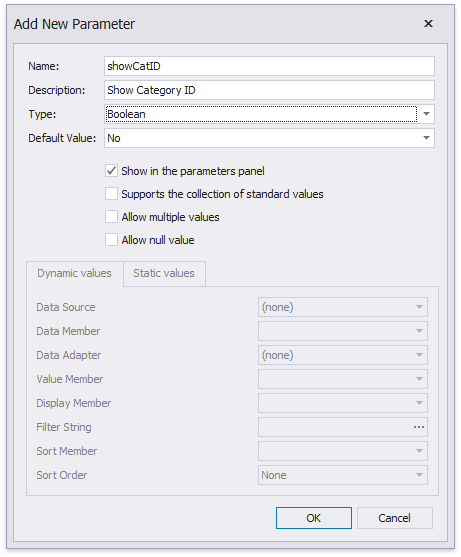 Add New Parameter
Name: showCatID
Description: Show Category ID
Type: Boolean
Default Value: No
Show in the parameters panel
Supports the collection of standard values
Allow multiple values
Allow null value
Dynamic values Static values
Data Source (none)
Data Member
Data Adapter (none)
Value Member
Display Member
Filter String ...
Sort Member
Sort Order None
OK Cancel